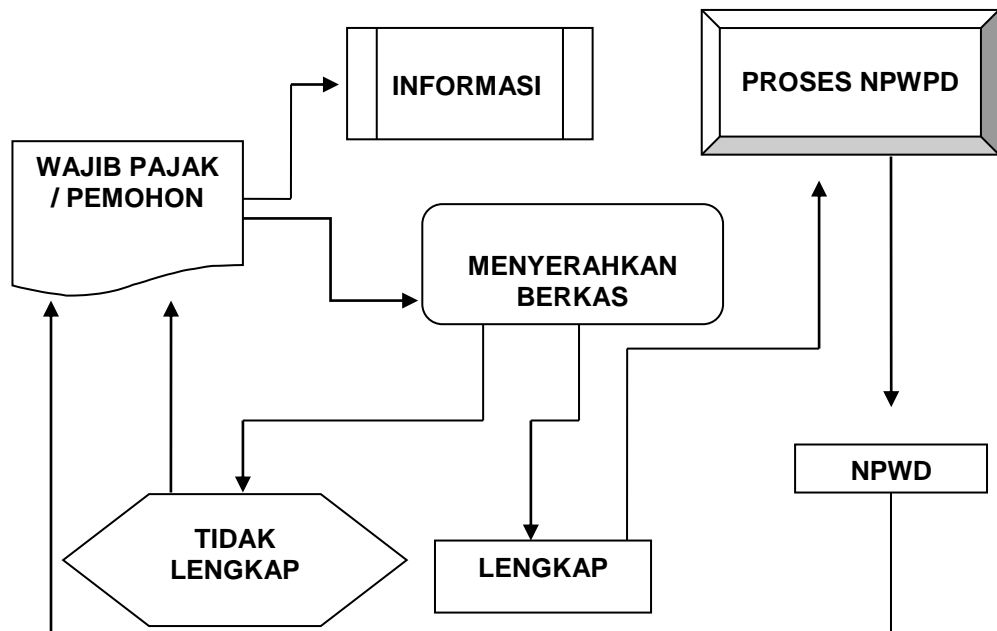 INFORMASI
PROSES NPWPD
WAJIB PAJAK
/ PEMOHON
MENYERAHKAN
BERKAS
NPWD
TIDAK
LENGKAP
LENGKAP